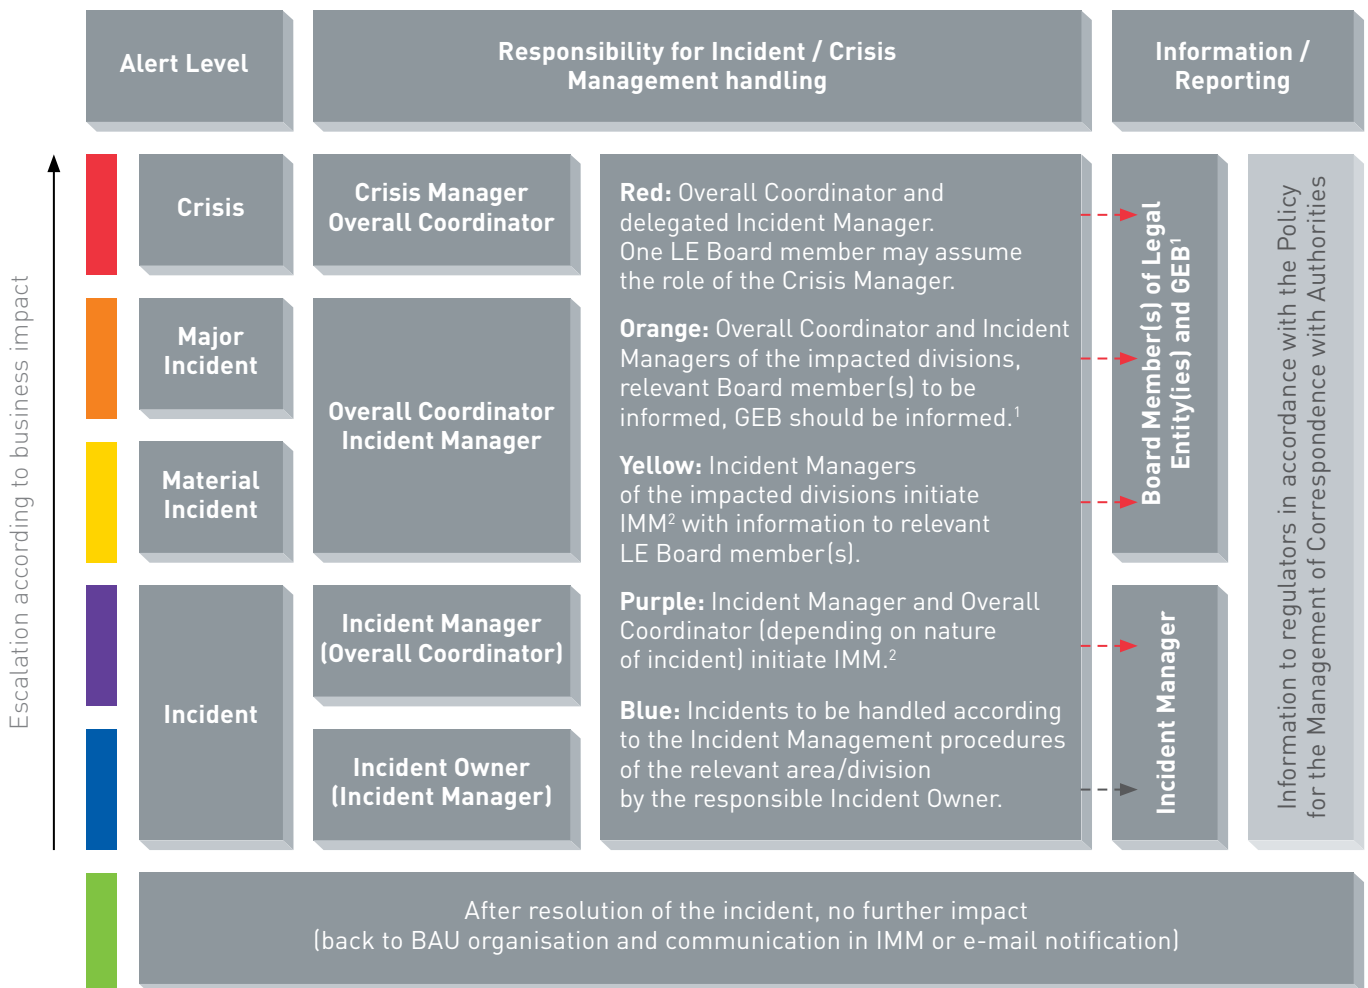 Alert Level
Responsibility for Incident / Crisis
Management handling
Information /
Reporting
Escalation according to business impact
Crisis
Major
Incident
Material
Incident
Incident
Crisis Manager
Overall Coordinator
Overall Coordinator
Incident Manager
Incident Manager
(Overall Coordinator)
Incident Owner
(Incident Manager)
Red: Overall Coordinator and
delegated Incident Manager.
One LE Board member may assume
the role of the Crisis Manager.
Orange: Overall Coordinator and Incident
Managers of the impacted divisions,
relevant Board member(s) to be
informed, GEB should be informed.¹
Yellow: Incident Managers
of the impacted divisions initiate
IMM² with information to relevant
LE Board member(s).
Purple: Incident Manager and Overall
Coordinator (depending on nature
of incident) initiate IMM.²
Blue: Incidents to be handled according
to the Incident Management procedures
of the relevant area/division
by the responsible Incident Owner.
Board Member(s) of Legal
Entity(ies) and GEB¹
Incident Manager
Information to regulators in accordance with the Policy
for the Management of Correspondence with Authorities
After resolution of the incident, no further impact
(back to BAU organisation and communication in IMM or e-mail notification)